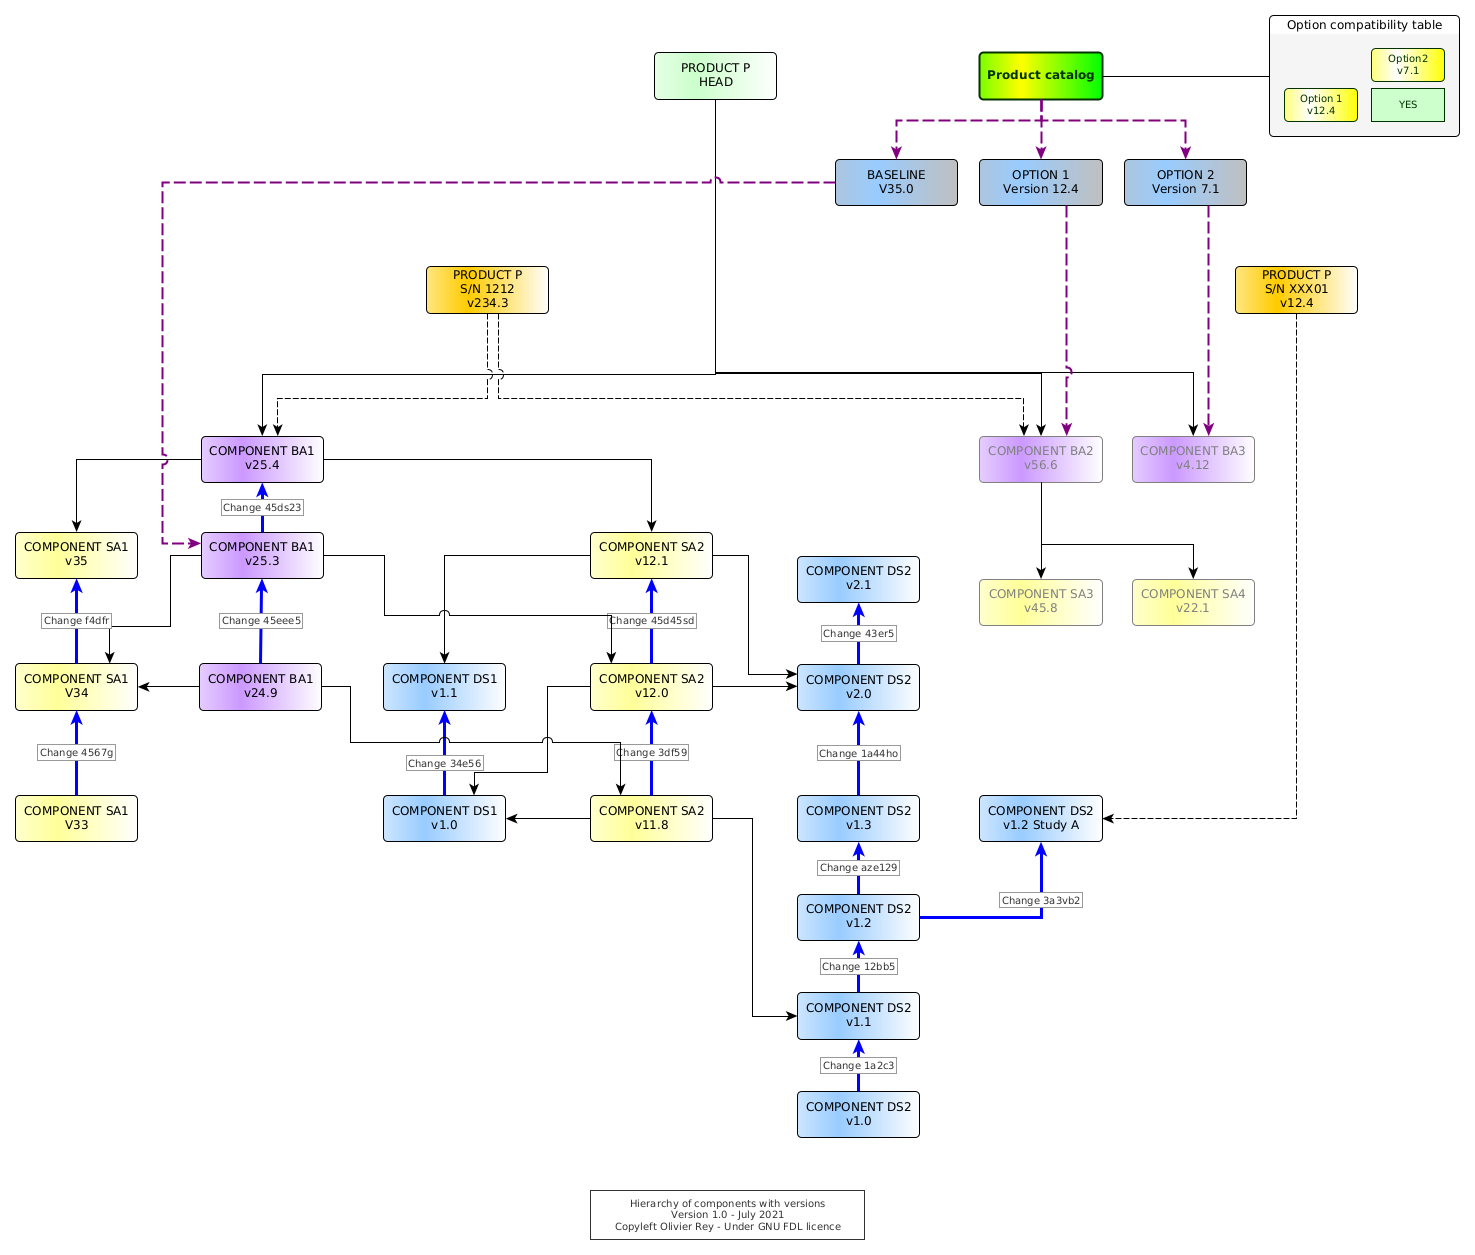 Option compatibility table
PRODUCT P
HEAD
Product catalog
Option2
v7.1
Option 1
v12.4
YES
BASELINE
V35.0
OPTION 1
Version 12.4
OPTION 2
Version 7.1
PRODUCT P
S/N 1212
v234.3
PRODUCT P
S/N XXX01
v12.4
COMPONENT BA1
v25.4
COMPONENT BA2
v56.6
COMPONENT BA3
v4.12
Change 45ds23
COMPONENT SA1
v35
COMPONENT BA1
v25.3
COMPONENT SA2
v12.1
COMPONENT DS2
v2.1
COMPONENT SA3
v45.8
COMPONENT SA4
v22.1
Change f4dfr
Change 45eee5
Change 45d45sd
Change 43er5
COMPONENT SA1
V34
COMPONENT BA1
v24.9
COMPONENT DS1
v1.1
COMPONENT SA2
v12.0
COMPONENT DS2
v2.0
Change 4567g
Change 34e56
Change 3df59
Change 1a44ho
COMPONENT SA1
V33
COMPONENT DS1
v1.0
COMPONENT SA2
v11.8
COMPONENT DS2
v1.3
COMPONENT DS2
v1.2 Study A
Change aze129
Change 3a3vb2
COMPONENT DS2
v1.2
Change 12bb5
COMPONENT DS2
v1.1
Change 1a2c3
COMPONENT DS2
v1.0
Hierarchy of components with versions
Version 1.0 - July 2021
Copyleft Olivier Rey - Under GNU FDL licence